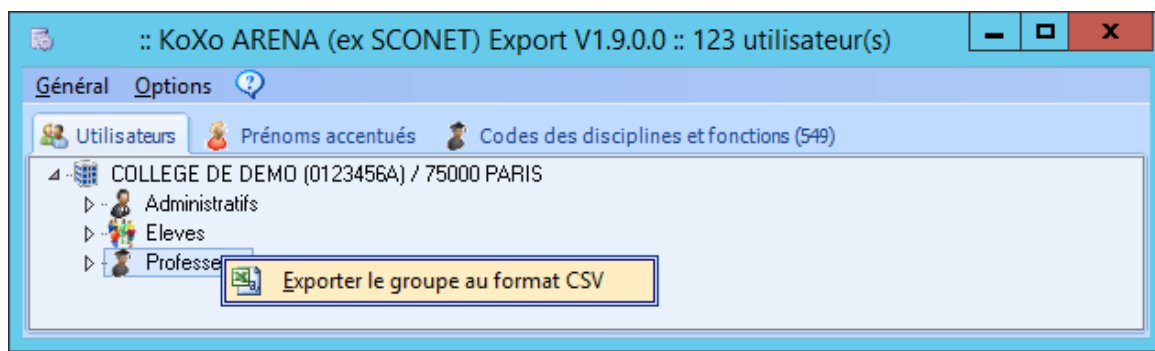 :: KoXo ARENA (ex SCONET) Export V1.9.0.0 :: 123 utilisateur(s)
Général Options
Utilisateurs Prénoms accentués Codes des disciplines et fonctions (549)
COLLEGE DE DEMO (0123456A) / 75000 PARIS
Administratifs
Eleves
Professe
Exporter le groupe au format CSV